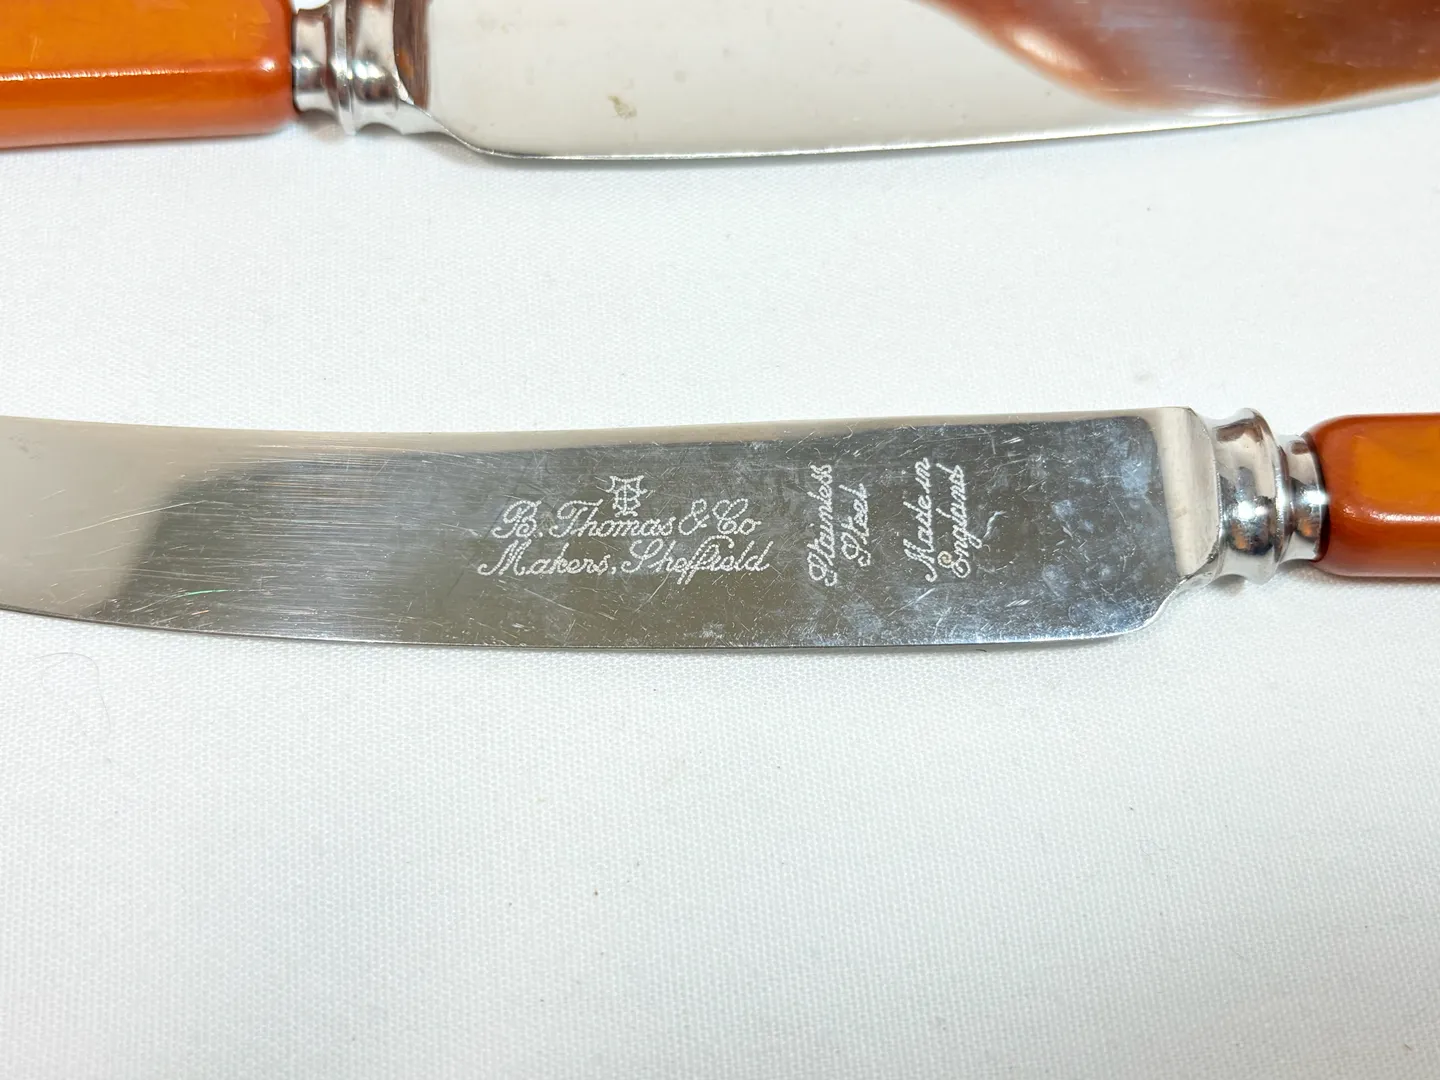 B. Thomas & Co
Makers. Sheffield
Stainless
Steel
Made in
England